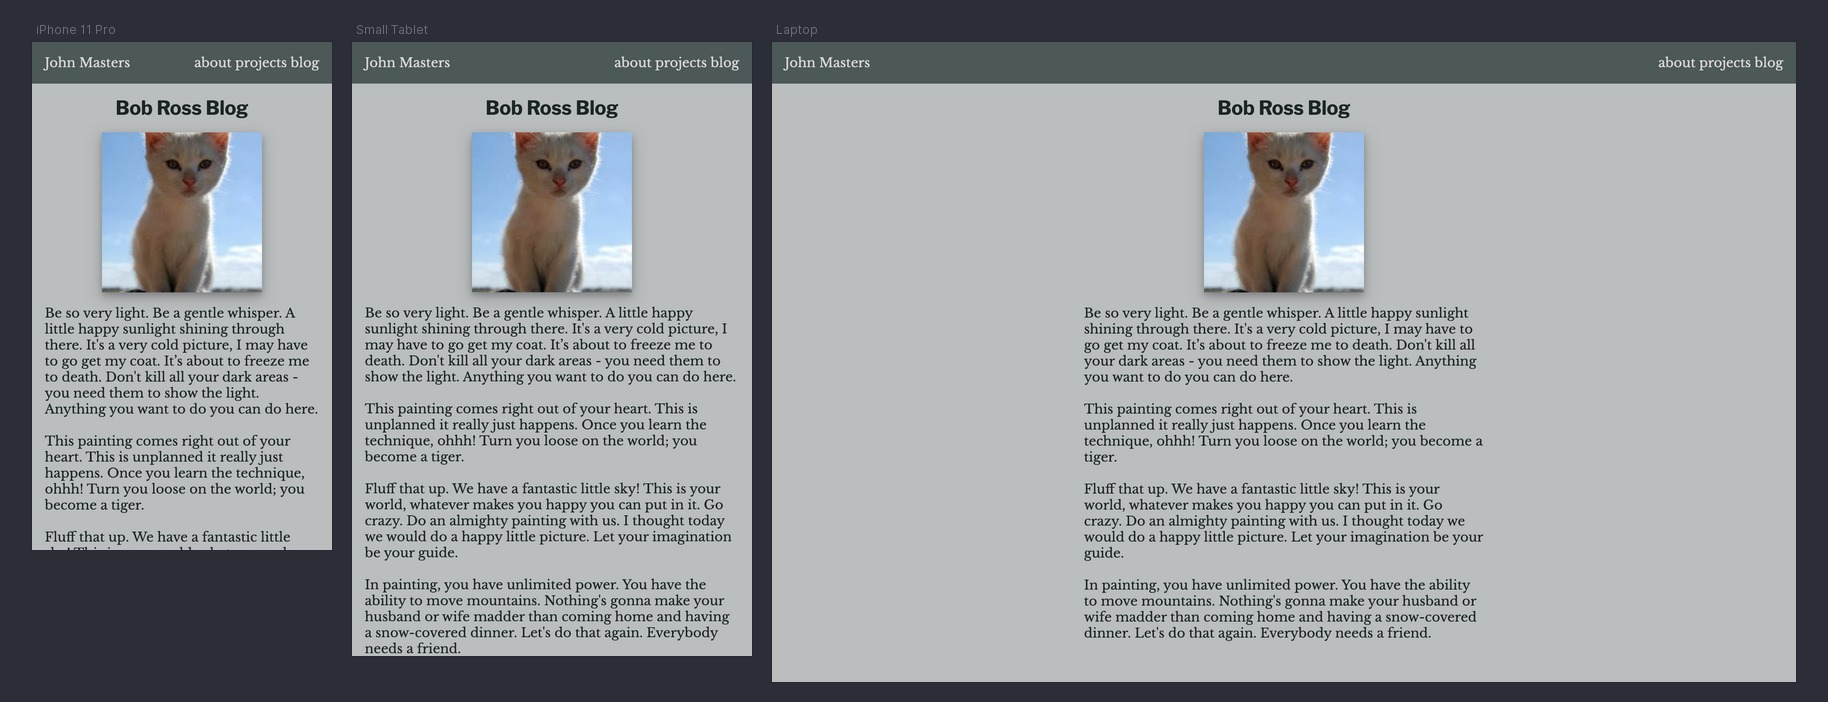 iPhone 11 Pro
John Masters
about projects blog
Bob Ross Blog
Be so very light. Be a gentle whisper. A
little happy sunlight shining through
there. It's a very cold picture, I may have
to go get my coat. It’s about to freeze me
to death. Don't kill all your dark areas -
you need them to show the light.
Anything you want to do you can do here.
This painting comes right out of your
heart. This is unplanned it really just
happens. Once you learn the technique,
ohhh! Turn you loose on the world; you
become a tiger.
Fluff that up. We have a fantastic little
Small Tablet
John Masters
about projects blog
Bob Ross Blog
Be so very light. Be a gentle whisper. A little happy
sunlight shining through there. It's a very cold picture, I
may have to go get my coat. It’s about to freeze me to
death. Don't kill all your dark areas - you need them to
show the light. Anything you want to do you can do here.
This painting comes right out of your heart. This is
unplanned it really just happens. Once you learn the
technique, ohhh! Turn you loose on the world; you
become a tiger.
Fluff that up. We have a fantastic little sky! This is your
world, whatever makes you happy you can put in it. Go
crazy. Do an almighty painting with us. I thought today
we would do a happy little picture. Let your imagination
be your guide.
In painting, you have unlimited power. You have the
ability to move mountains. Nothing's gonna make your
husband or wife madder than coming home and having
a snow-covered dinner. Let's do that again. Everybody
needs a friend.
Laptop
John Masters
about projects blog
Bob Ross Blog
Be so very light. Be a gentle whisper. A little happy sunlight
shining through there. It's a very cold picture, I may have to
go get my coat. It’s about to freeze me to death. Don't kill all
your dark areas - you need them to show the light. Anything
you want to do you can do here.
This painting comes right out of your heart. This is
unplanned it really just happens. Once you learn the
technique, ohhh! Turn you loose on the world; you become a
tiger.
Fluff that up. We have a fantastic little sky! This is your
world, whatever makes you happy you can put in it. Go
crazy. Do an almighty painting with us. I thought today we
would do a happy little picture. Let your imagination be your
guide.
In painting, you have unlimited power. You have the ability
to move mountains. Nothing's gonna make your husband or
wife madder than coming home and having a snow-covered
dinner. Let's do that again. Everybody needs a friend.